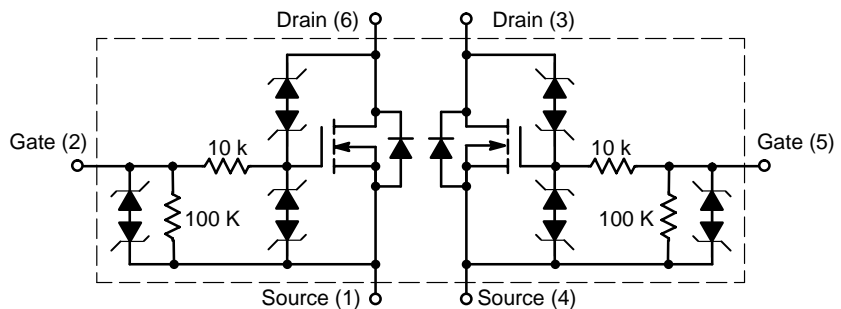 Drain (6)
Drain (3)
Gate (2)
10 k
10 k
Gate (5)
100 K
100 K
Source (1)
Source (4)